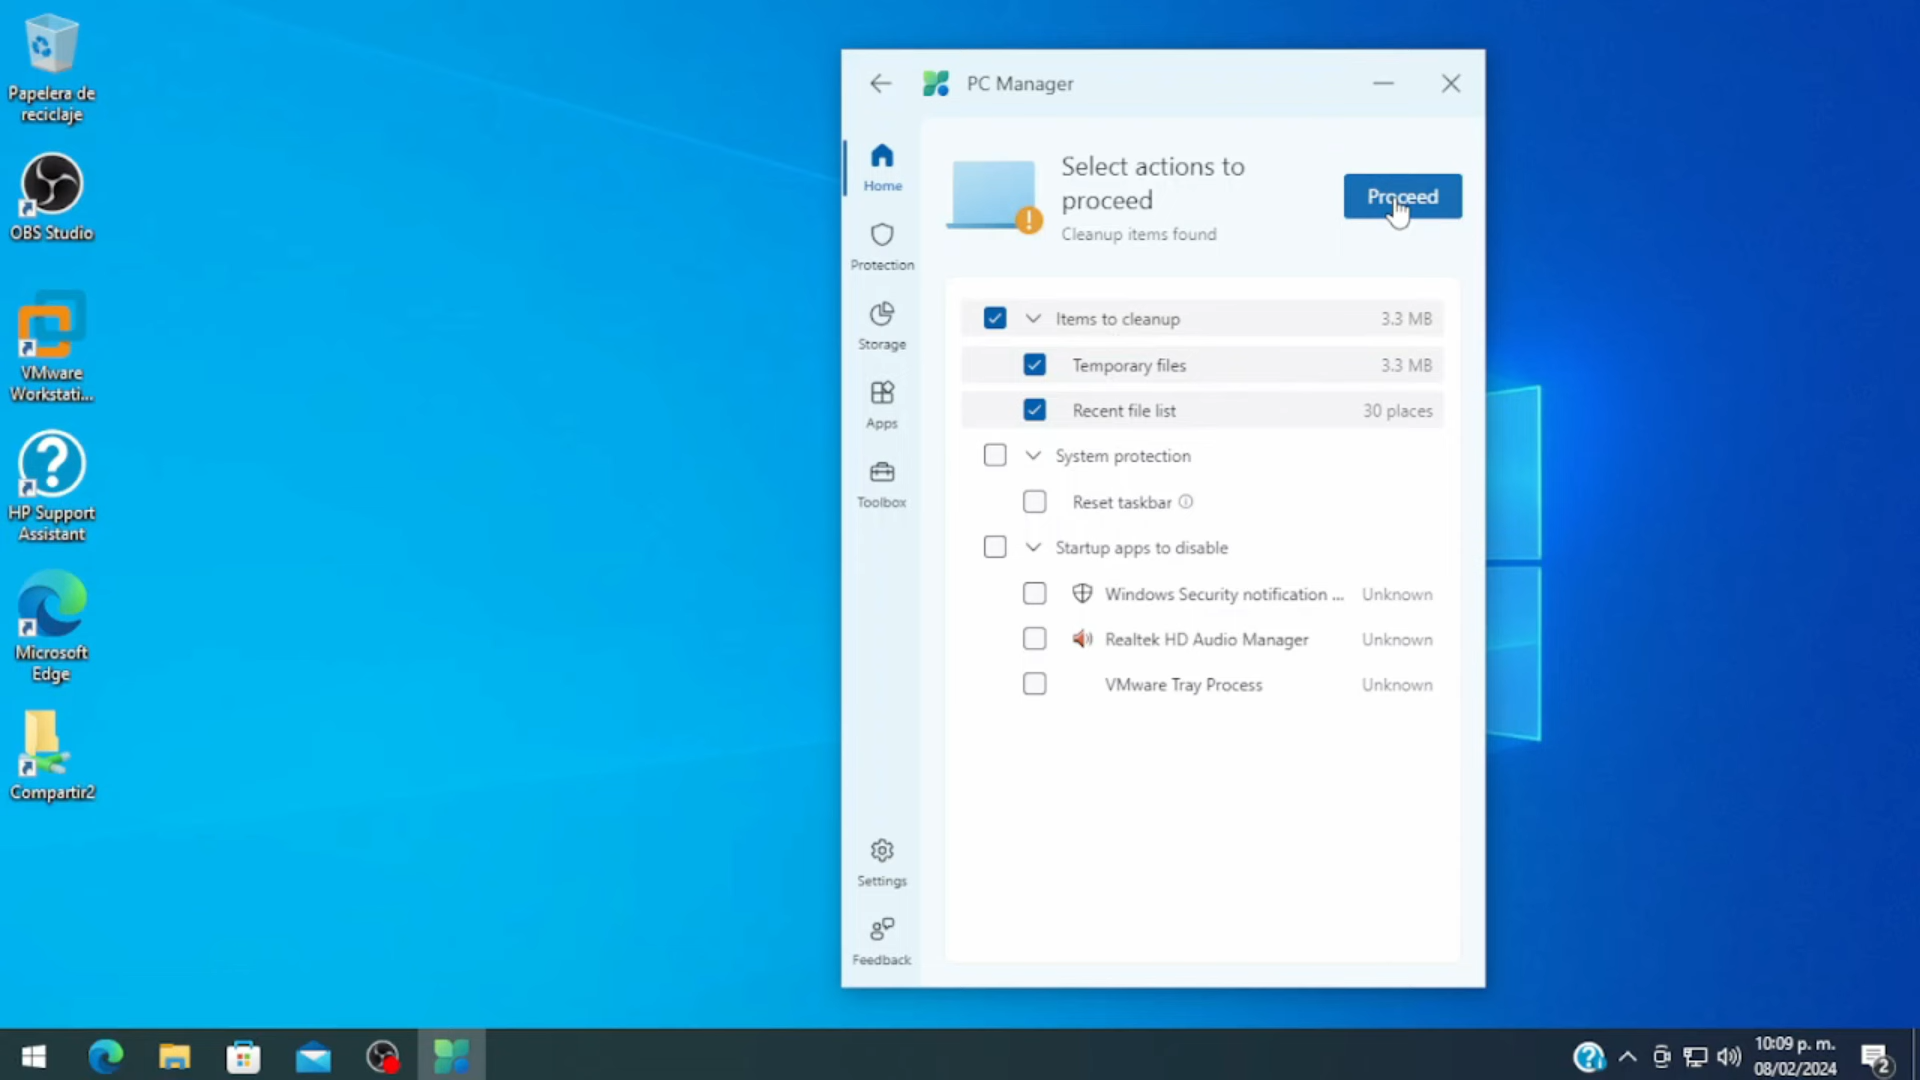 Papelera de
reciclaje
OBS Studio
VMware
Workstati...
HP Support
Assistant
Microsoft
Edge
Compartir2
PC Manager
Home
Protection
Storage
Apps
Toolbox
Settings
Feedback
Select actions to
proceed
Cleanup items found
Proceed
Items to cleanup 3.3 MB
Temporary files 3.3 MB
Recent file list 30 places
System protection
Reset taskbar
Startup apps to disable
Windows Security notification ... Unknown
Realtek HD Audio Manager Unknown
VMware Tray Process Unknown
10:09 p. m.
08/02/2024
2